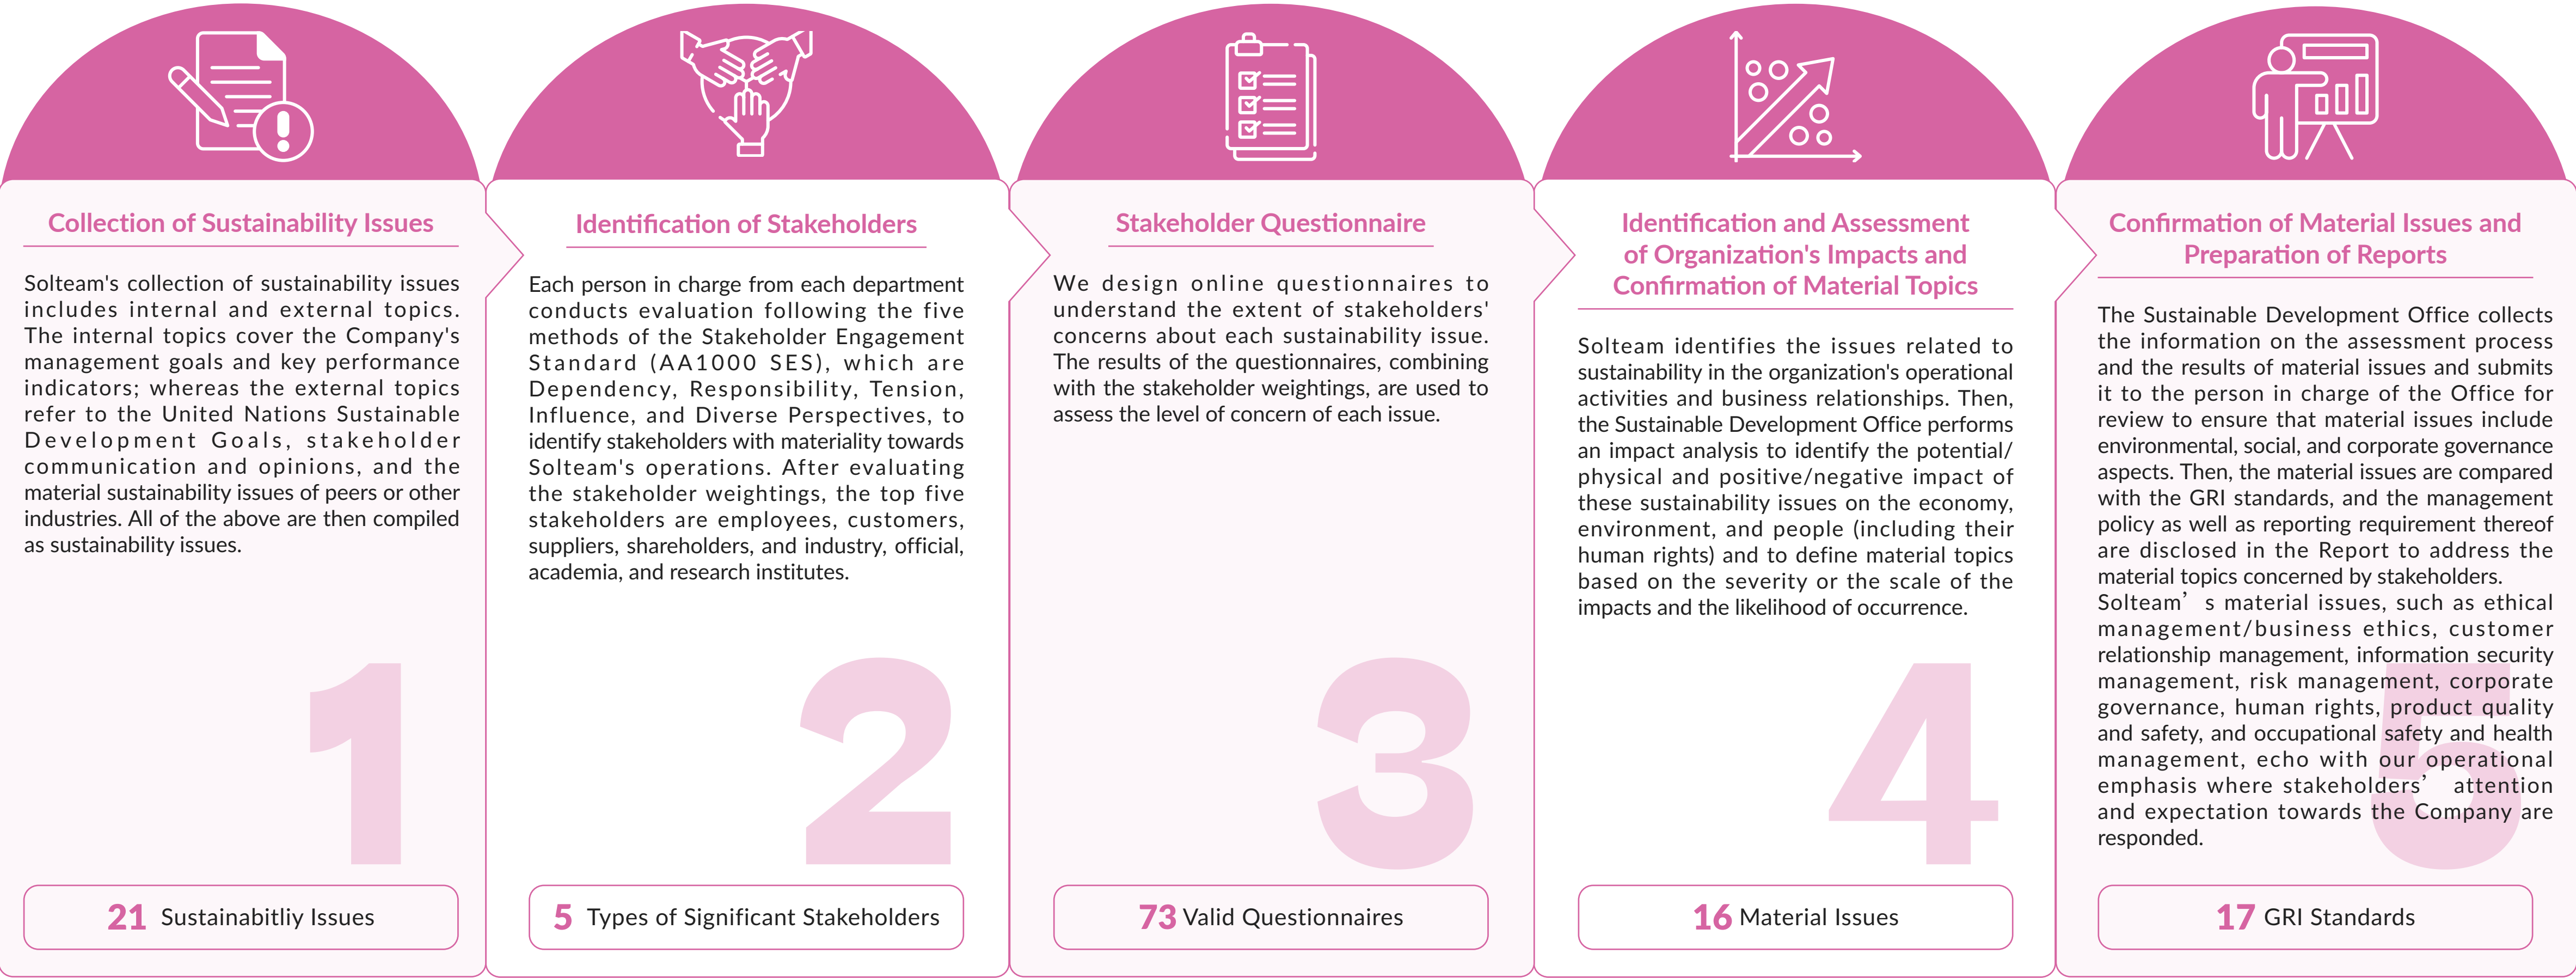 Collection of Sustainability Issues
Solteam's collection of sustainability issues
includes internal and external topics.
The internal topics cover the Company's
management goals and key performance
indicators; whereas the external topics
refer to the United Nations Sustainable
Development Goals, stakeholder
communication and opinions, and the
material sustainability issues of peers or other
industries. All of the above are then compiled
as sustainability issues.
1
21 Sustainabitliy Issues
Identification of Stakeholders
Each person in charge from each department
conducts evaluation following the five
methods of the Stakeholder Engagement
Standard (AA1000 SES), which are
Dependency, Responsibility, Tension,
Influence, and Diverse Perspectives, to
identify stakeholders with materiality towards
Solteam's operations. After evaluating
the stakeholder weightings, the top five
stakeholders are employees, customers,
suppliers, shareholders, and industry, official,
academia, and research institutes.
2
5 Types of Significant Stakeholders
Stakeholder Questionnaire
We design online questionnaires to
understand the extent of stakeholders'
concerns about each sustainability issue.
The results of the questionnaires, combining
with the stakeholder weightings, are used to
assess the level of concern of each issue.
3
73 Valid Questionnaires
Identification and Assessment
of Organization's Impacts and
Confirmation of Material Topics
Solteam identifies the issues related to
sustainability in the organization's operational
activities and business relationships. Then,
the Sustainable Development Office performs
an impact analysis to identify the potential/
physical and positive/negative impact of
these sustainability issues on the economy,
environment, and people (including their
human rights) and to define material topics
based on the severity or the scale of the
impacts and the likelihood of occurrence.
4
16 Material Issues
Confirmation of Material Issues and
Preparation of Reports
The Sustainable Development Office collects
the information on the assessment process
and the results of material issues and submits
it to the person in charge of the Office for
review to ensure that material issues include
environmental, social, and corporate governance
aspects. Then, the material issues are compared
with the GRI standards, and the management
policy as well as reporting requirement thereof
are disclosed in the Report to address the
material topics concerned by stakeholders.
Solteam’ s material issues, such as ethical
management/business ethics, customer
relationship management, information security
management, risk management, corporate
governance, human rights, product quality
and safety, and occupational safety and health
management, echo with our operational
emphasis where stakeholders’ attention
and expectation towards the Company are
responded.
5
17 GRI Standards